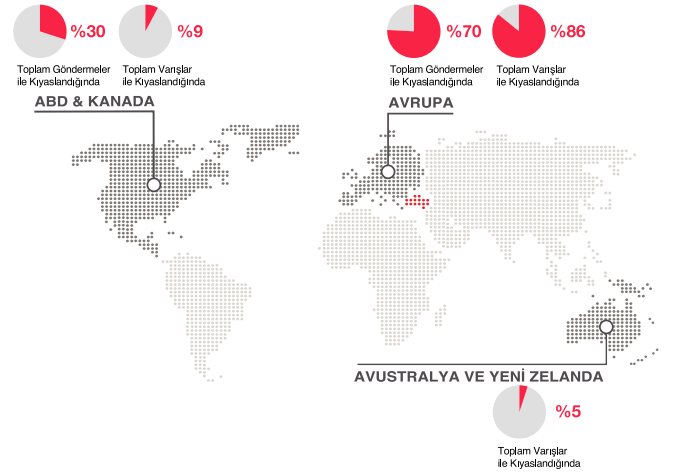 %30
%9
%70
%86
Toplam Göndermeler
ile Kıyaslandığında
Toplam Varışlar
ile Kıyaslandığında
Toplam Göndermeler
ile Kıyaslandığında
Toplam Varışlar
ile Kıyaslandığında
ABD & KANADA
AVRUPA
AVUSTRALYA VE YENİ ZELANDA
%5
Toplam Varışlar
ile Kıyaslandığında